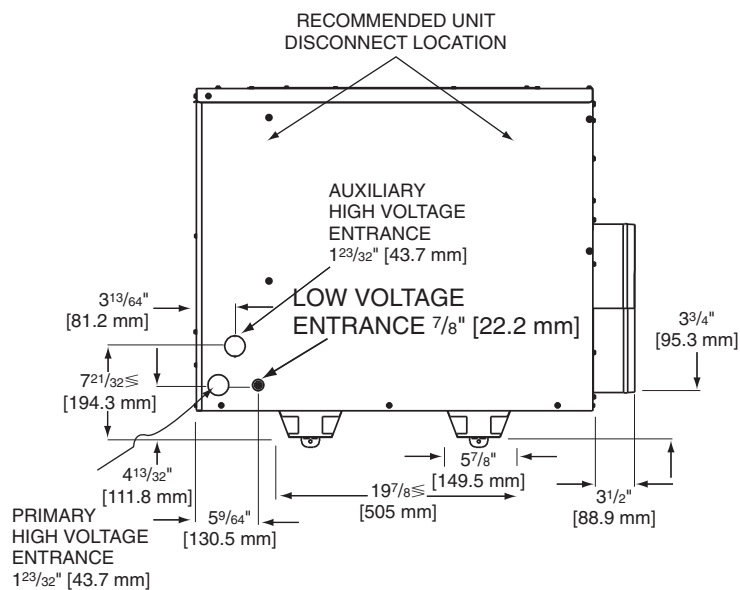 RECOMMENDED UNIT
DISCONNECT LOCATION
AUXILIARY
HIGH VOLTAGE
ENTRANCE
1 23/32" [43.7 mm]
3 13/64"
[81.2 mm]
LOW VOLTAGE
ENTRANCE 7/8" [22.2 mm]
3 3/4"
[95.3 mm]
7 21/32≶
[194.3 mm]
4 13/32"
[111.8 mm]
19 7/8≶
[505 mm]
5 7/8"
[149.5 mm]
3 1/2"
[88.9 mm]
5 9/64"
[130.5 mm]
PRIMARY
HIGH VOLTAGE
ENTRANCE
1 23/32" [43.7 mm]